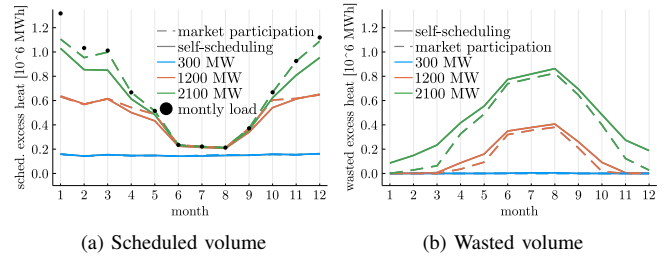 sched. excess heat [10^6 MWh]
1.2
1.0
0.8
0.6
0.4
0.2
0.0
market participation
self-scheduling
300 MW
1200 MW
2100 MW
montly load
1 2 3 4 5 6 7 8 9 10 11 12
month
(a) Scheduled volume
wasted excess heat [10^6 MWh]
1.2
1.0
0.8
0.6
0.4
0.2
0.0
self-scheduling
market participation
300 MW
1200 MW
2100 MW
1 2 3 4 5 6 7 8 9 10 11 12
month
(b) Wasted volume